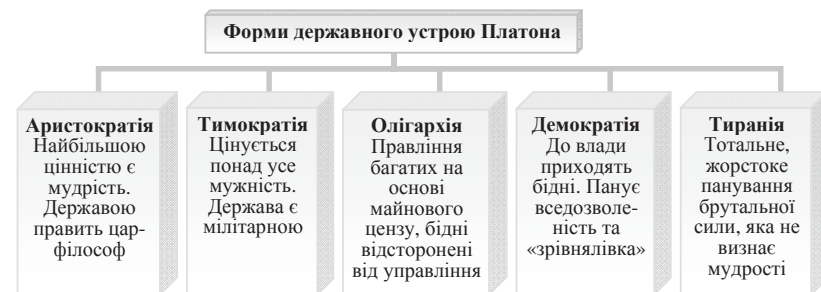 Форми державного устрою Платона
Аристократія
Найбільшою
цінністю є
мудрість.
Державою
править цар-
філософ
Тимократія
Цінується
понад усе
мужність.
Держава є
мілітарною
Олігархія
Правління
багатих на
основі
майнового
цензу, бідні
відсторонені
від управління
Демократія
До влади
приходять
бідні. Панує
вседозволе-
ність та
«зрівнялівка»
Тиранія
Тотальне,
жорстоке
панування
брутальної
сили, яка не
визнає
мудрості